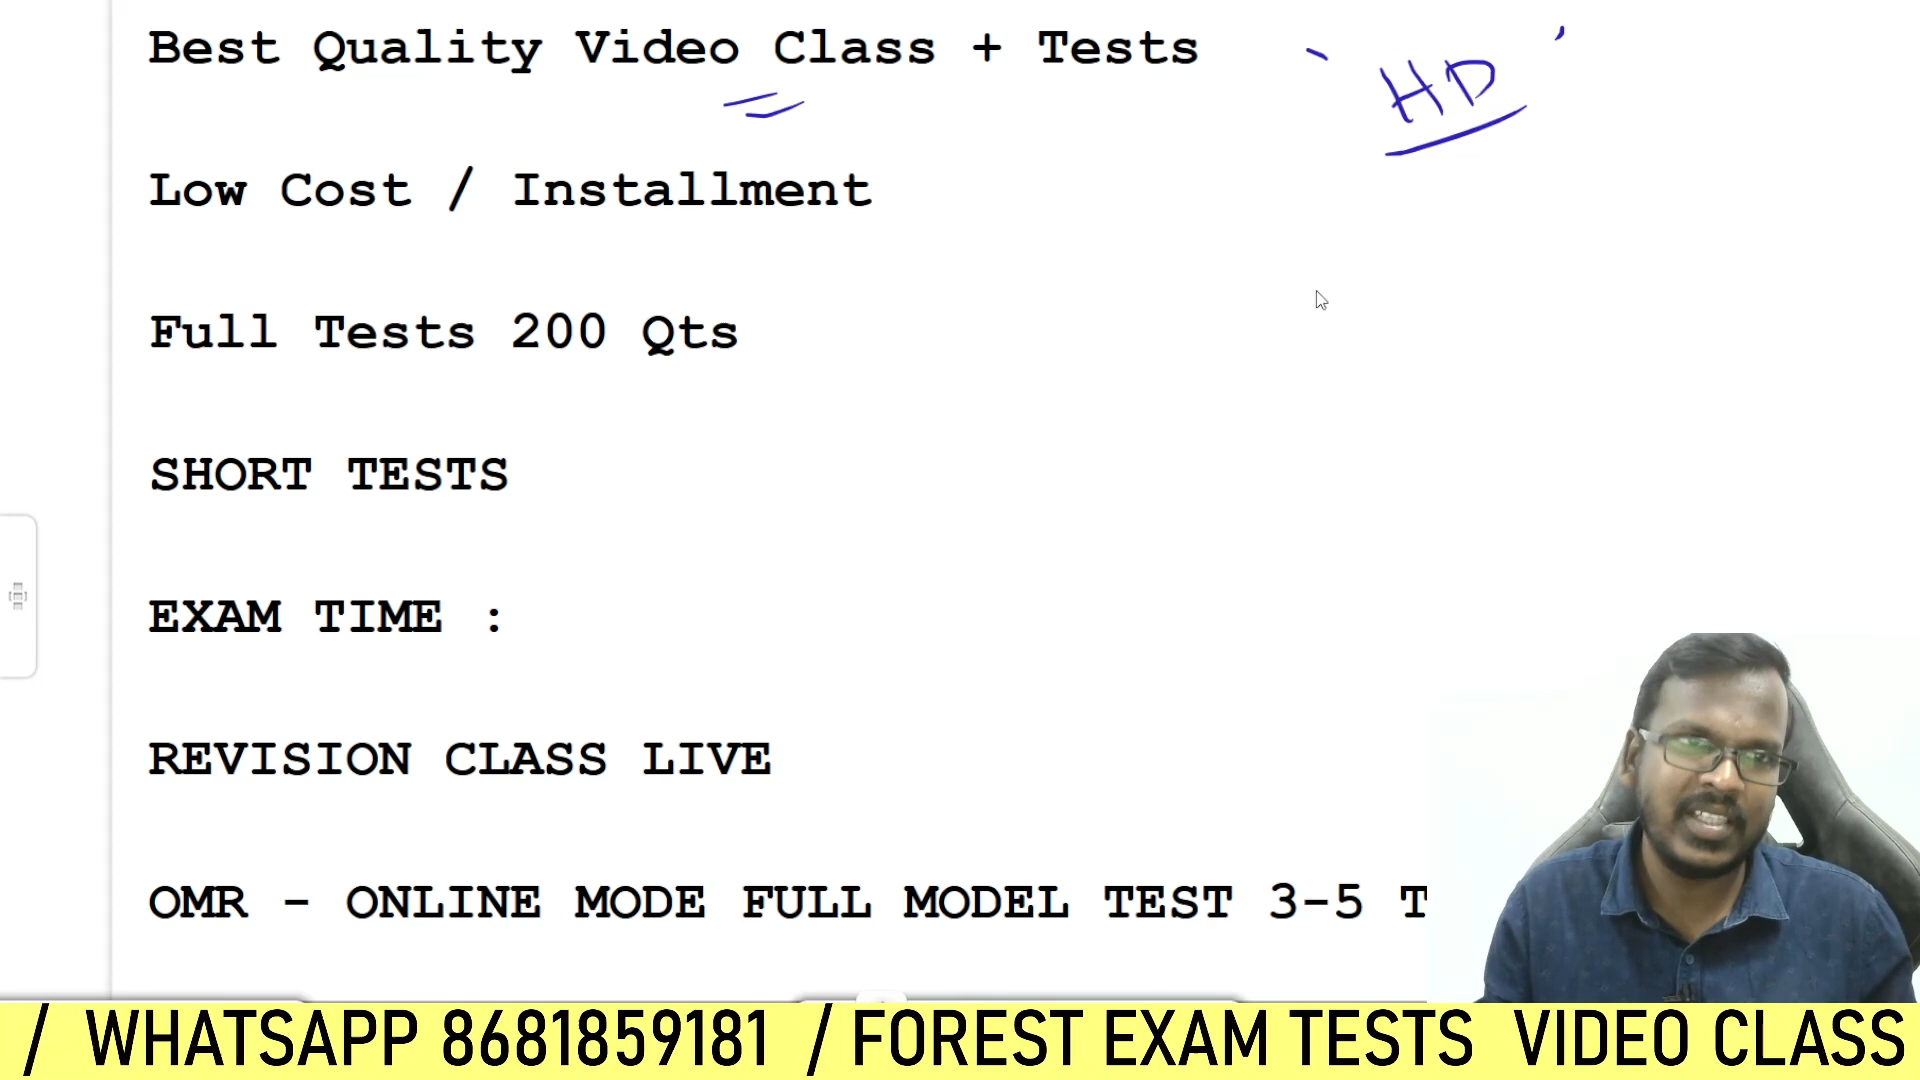 Best Quality Video Class + Tests
HD
Low Cost / Installment
Full Tests 200 Qts
SHORT TESTS
EXAM TIME :
REVISION CLASS LIVE
OMR - ONLINE MODE FULL MODEL TEST 3-5 T
/ WHATSAPP 8681859181 / FOREST EXAM TESTS VIDEO CLASS